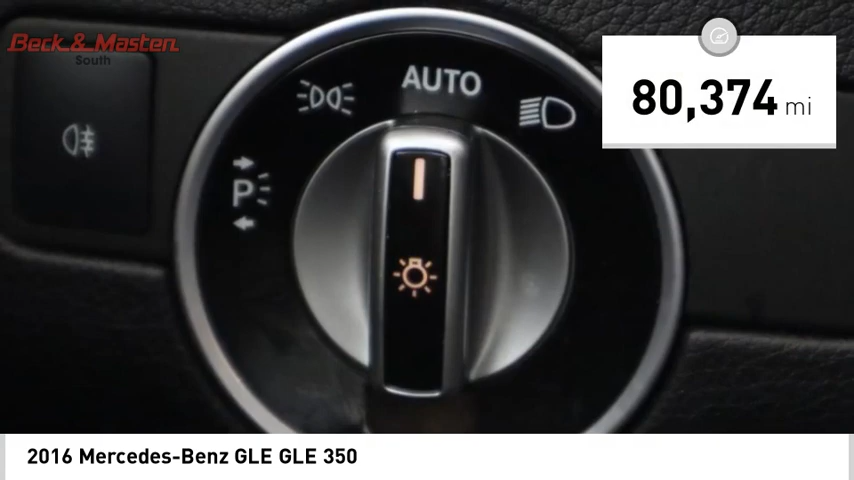 Beck & Masten
South
AUTO
80,374 mi
P
2016 Mercedes-Benz GLE GLE 350